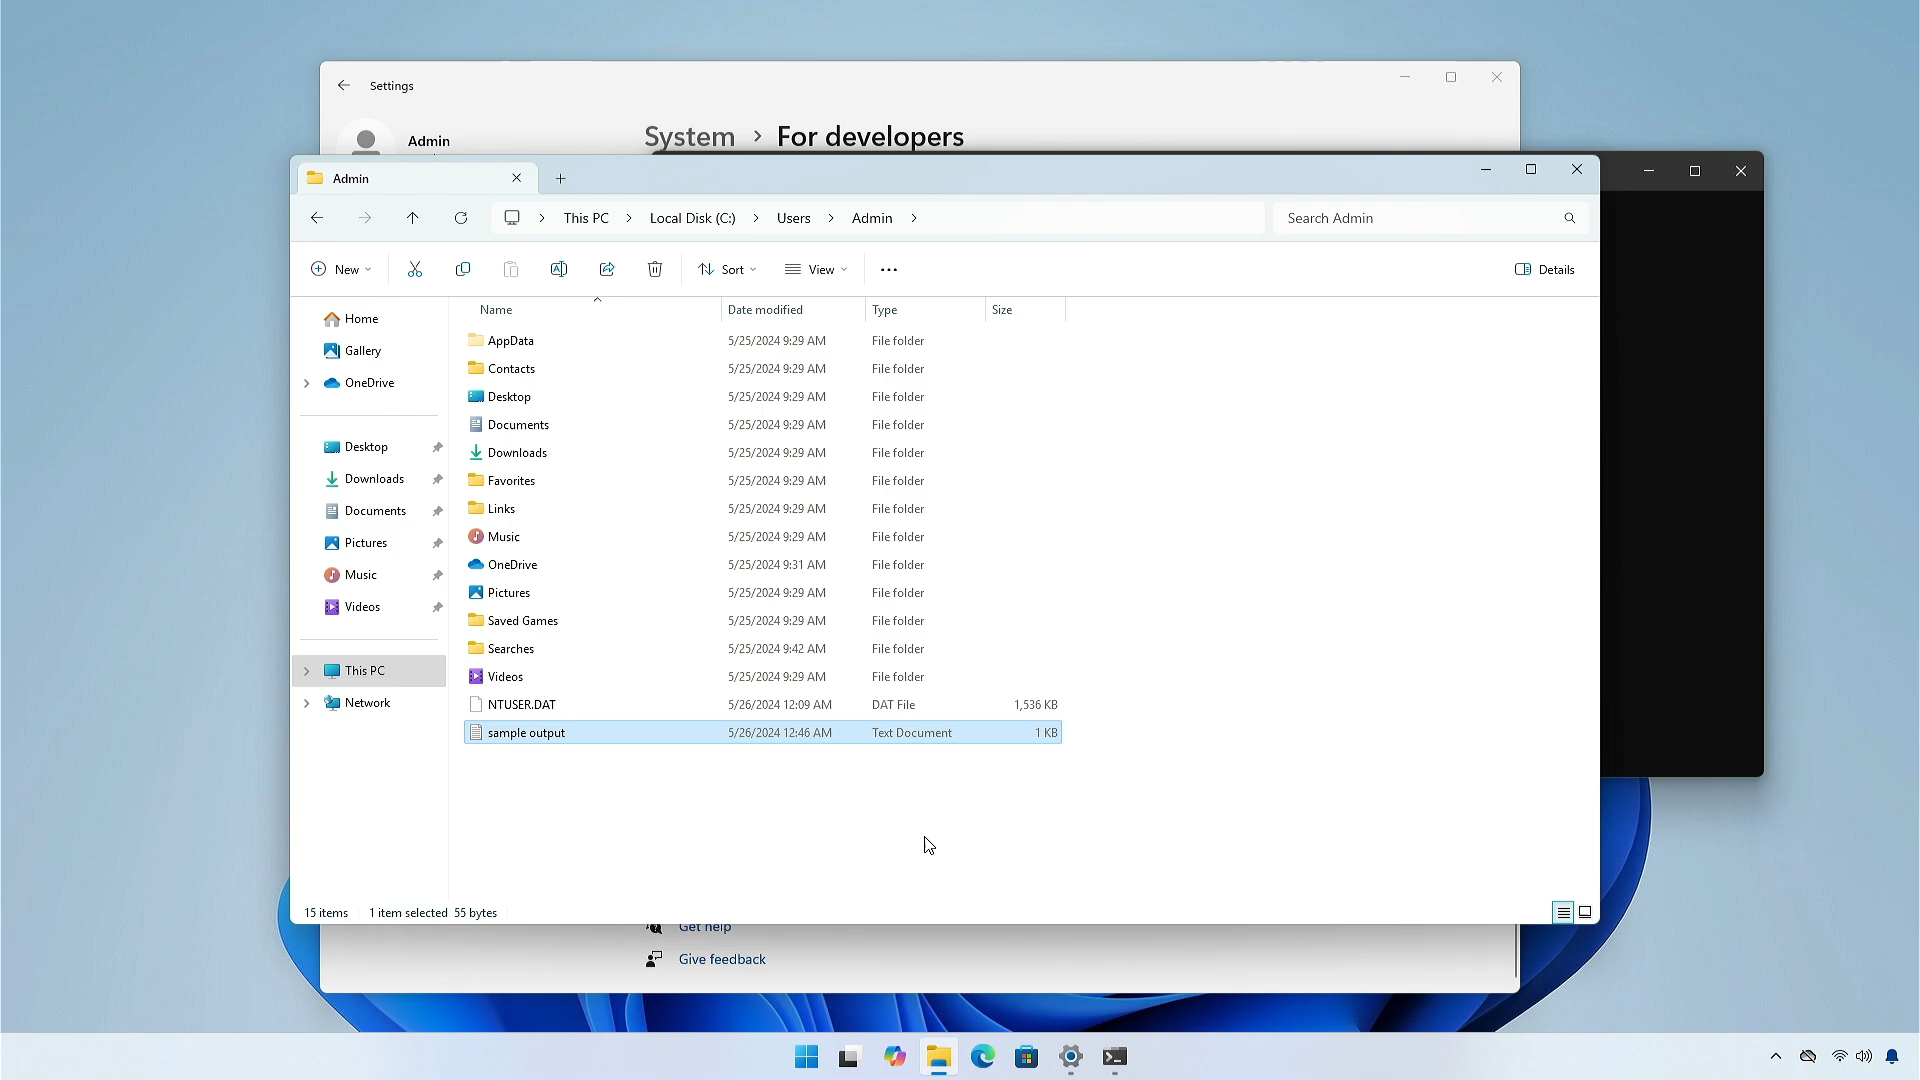 Settings
Admin
System > For developers
Admin
This PC > Local Disk (C:) > Users > Admin >
Search Admin
New
Sort
View
Details
Name Date modified Type Size
Home
Gallery
OneDrive
Desktop
Downloads
Documents
Pictures
Music
Videos
This PC
Network
AppData 5/25/2024 9:29 AM File folder
Contacts 5/25/2024 9:29 AM File folder
Desktop 5/25/2024 9:29 AM File folder
Documents 5/25/2024 9:29 AM File folder
Downloads 5/25/2024 9:29 AM File folder
Favorites 5/25/2024 9:29 AM File folder
Links 5/25/2024 9:29 AM File folder
Music 5/25/2024 9:29 AM File folder
OneDrive 5/25/2024 9:31 AM File folder
Pictures 5/25/2024 9:29 AM File folder
Saved Games 5/25/2024 9:29 AM File folder
Searches 5/25/2024 9:42 AM File folder
Videos 5/25/2024 9:29 AM File folder
NTUSER.DAT 5/26/2024 12:09 AM DAT File 1,536 KB
sample output 5/26/2024 12:46 AM Text Document 1 KB
15 items 1 item selected 55 bytes
Get help
Give feedback